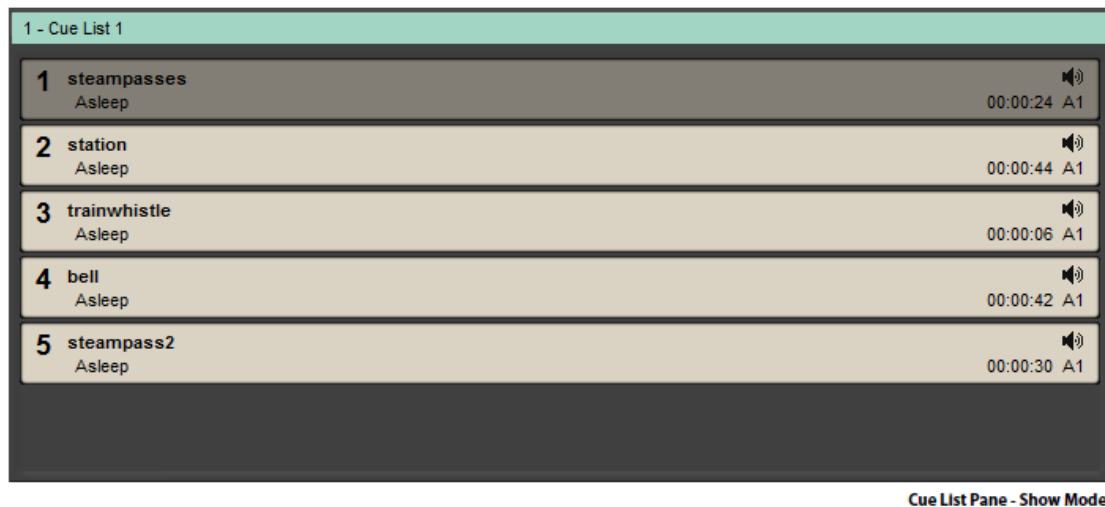 1 - Cue List 1
1 steampasses
Asleep 00:00:24 A1
2 station
Asleep 00:00:44 A1
3 trainwhistle
Asleep 00:00:06 A1
4 bell
Asleep 00:00:42 A1
5 steampass2
Asleep 00:00:30 A1
Cue List Pane - Show Mode